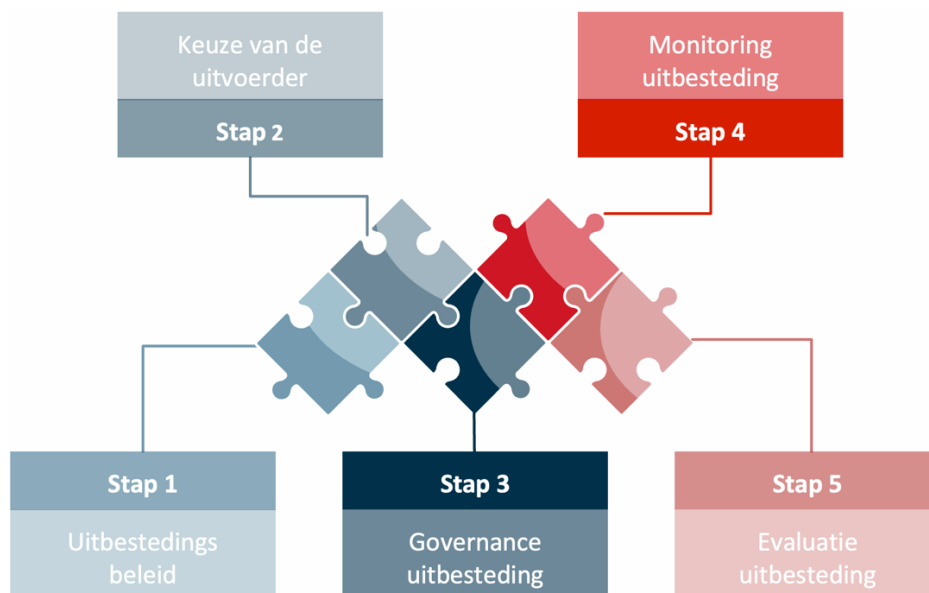 Keuze van de
uitvoerder
Stap 2
Monitoring
uitbesteding
Stap 4
Stap 1
Uitbestedings
beleid
Stap 3
Governance
uitbesteding
Stap 5
Evaluatie
uitbesteding